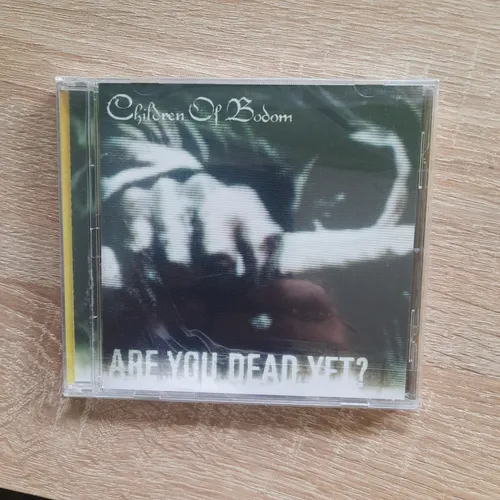 Children Of Bodom
ARE YOU DEAD YET?